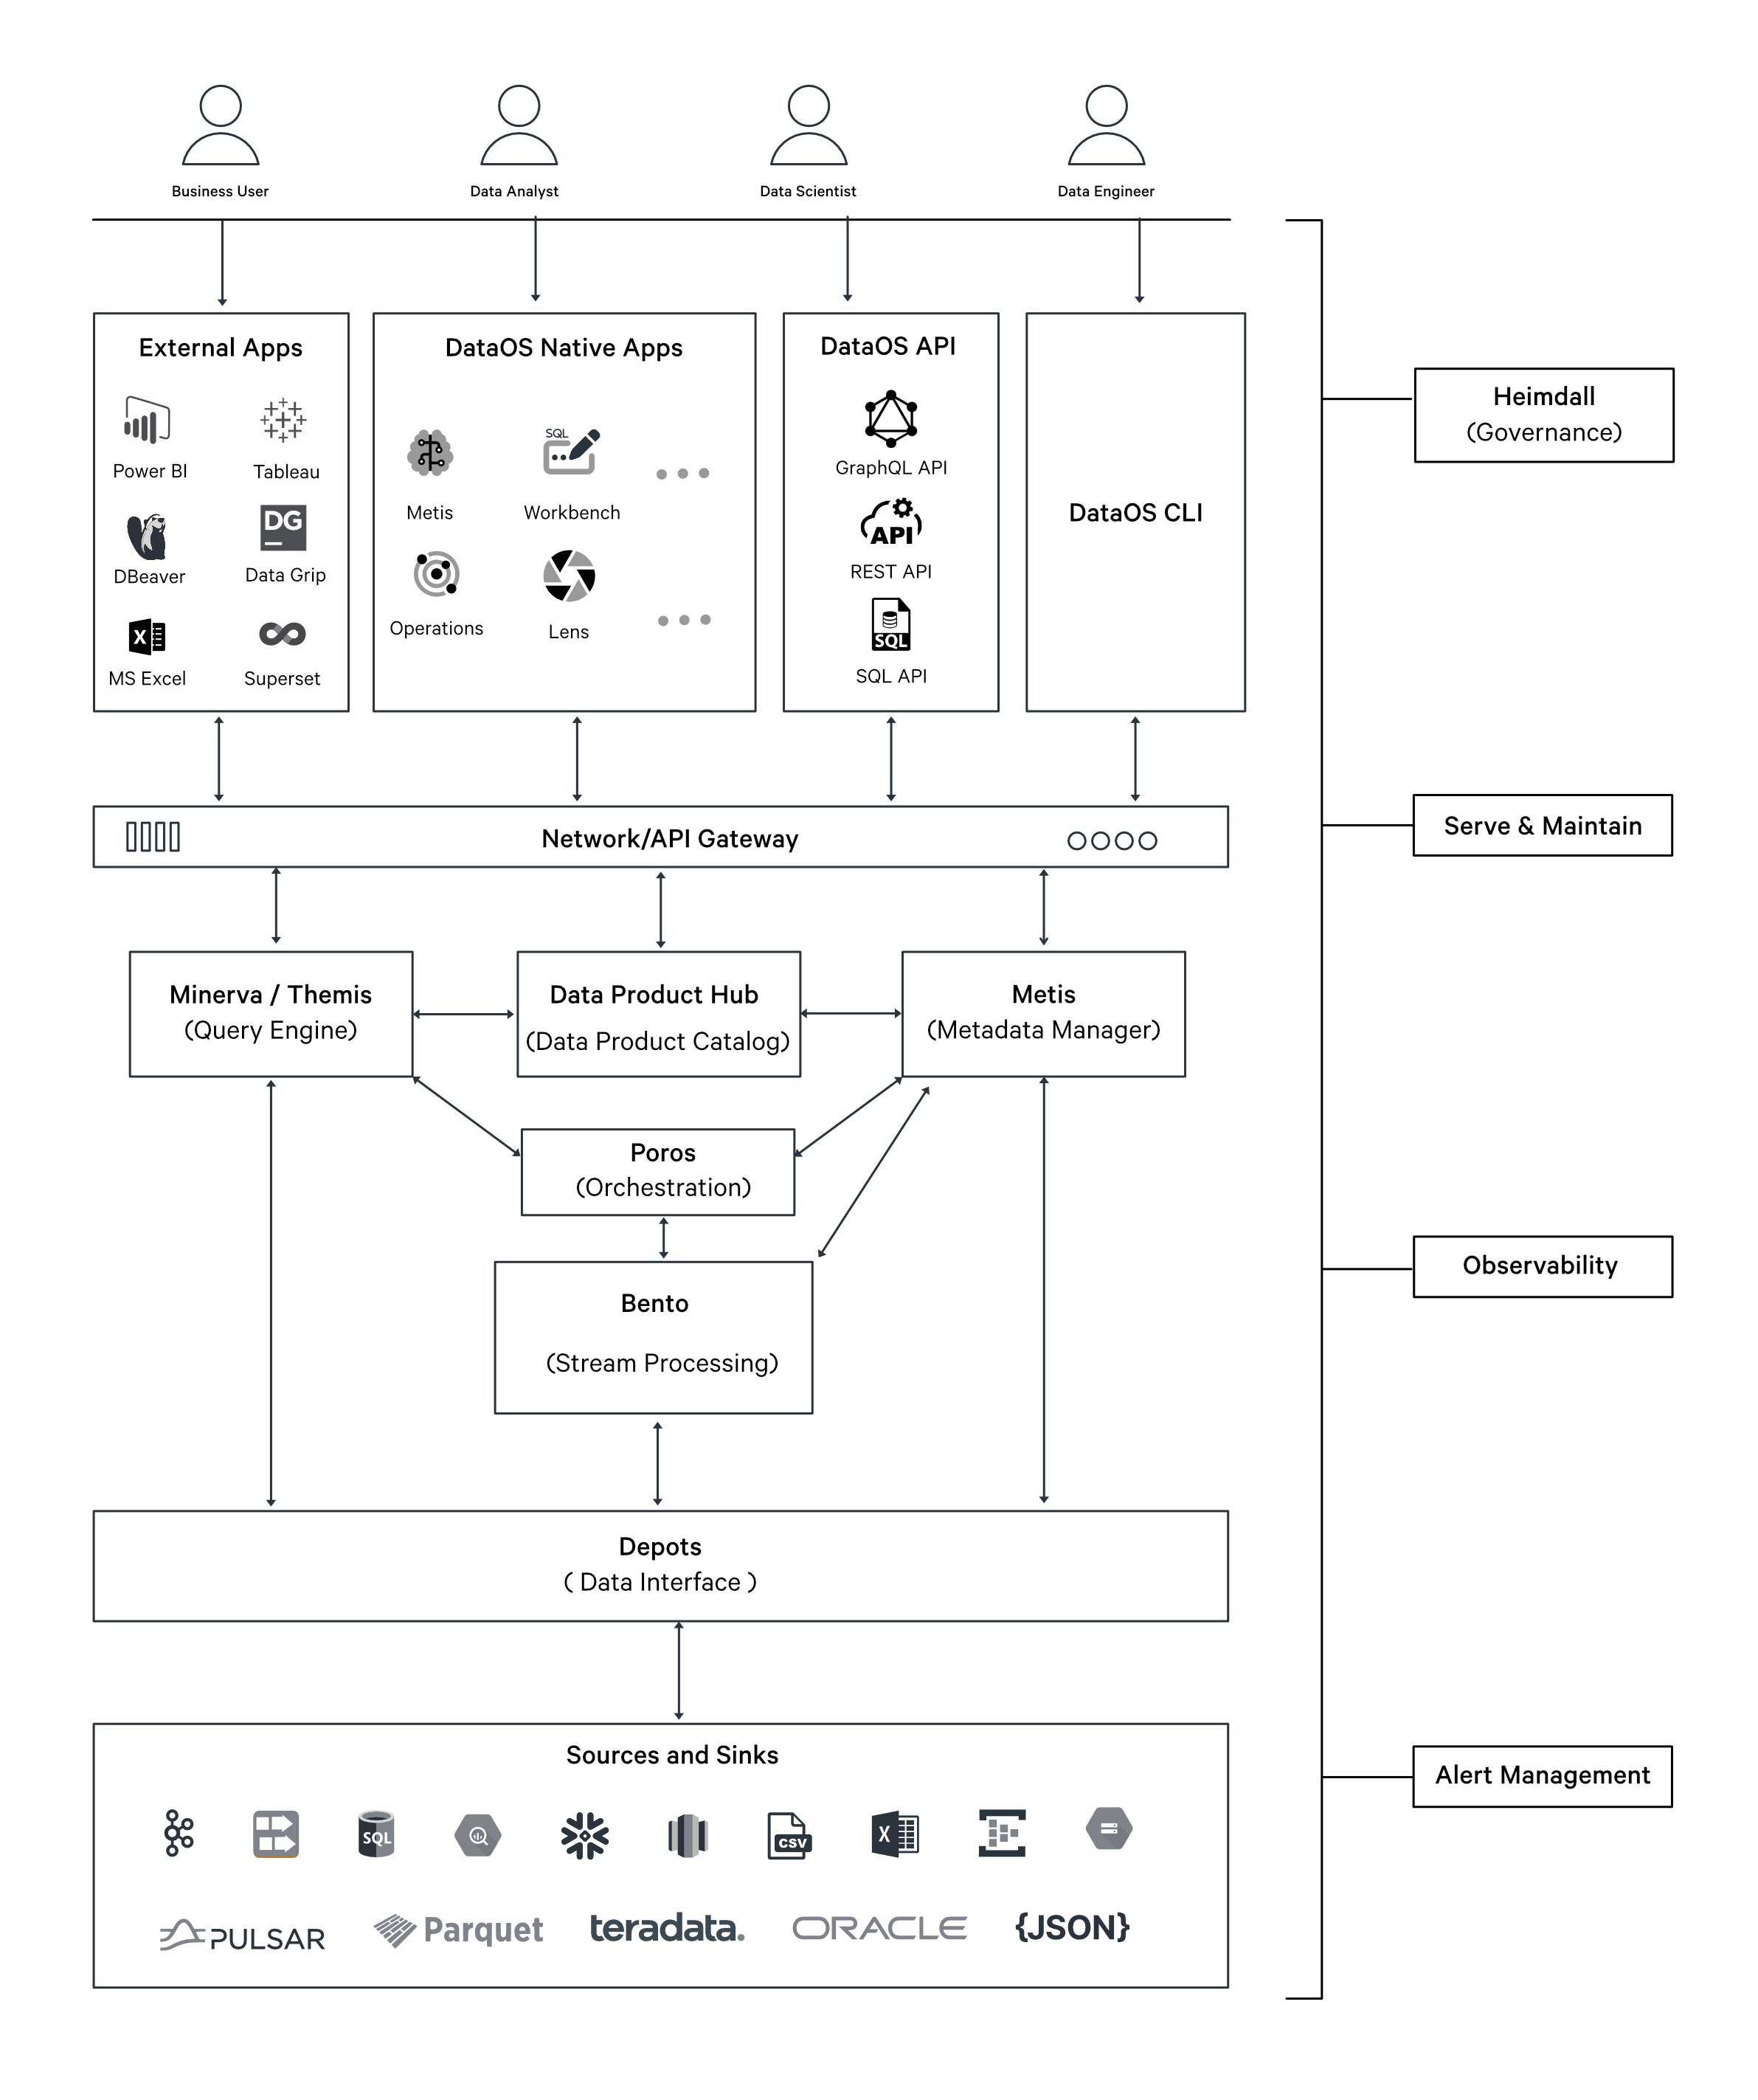 Business User
Data Analyst
Data Scientist
Data Engineer
External Apps
Power BI
Tableau
DBeaver
DG
Data Grip
X
MS Excel
Superset
DataOS Native Apps
Metis
SQL
Workbench
Operations
Lens
DataOS API
GraphQL API
API
REST API
SQL
SQL API
DataOS CLI
Heimdall
(Governance)
Network/API Gateway
Serve & Maintain
Minerva / Themis
(Query Engine)
Data Product Hub
(Data Product Catalog)
Metis
(Metadata Manager)
Poros
(Orchestration)
Observability
Bento
(Stream Processing)
Depots
( Data Interface )
Sources and Sinks
SQL
CSV
X
Alert Management
PULSAR
Parquet
teradata.
ORACLE
{JSON}